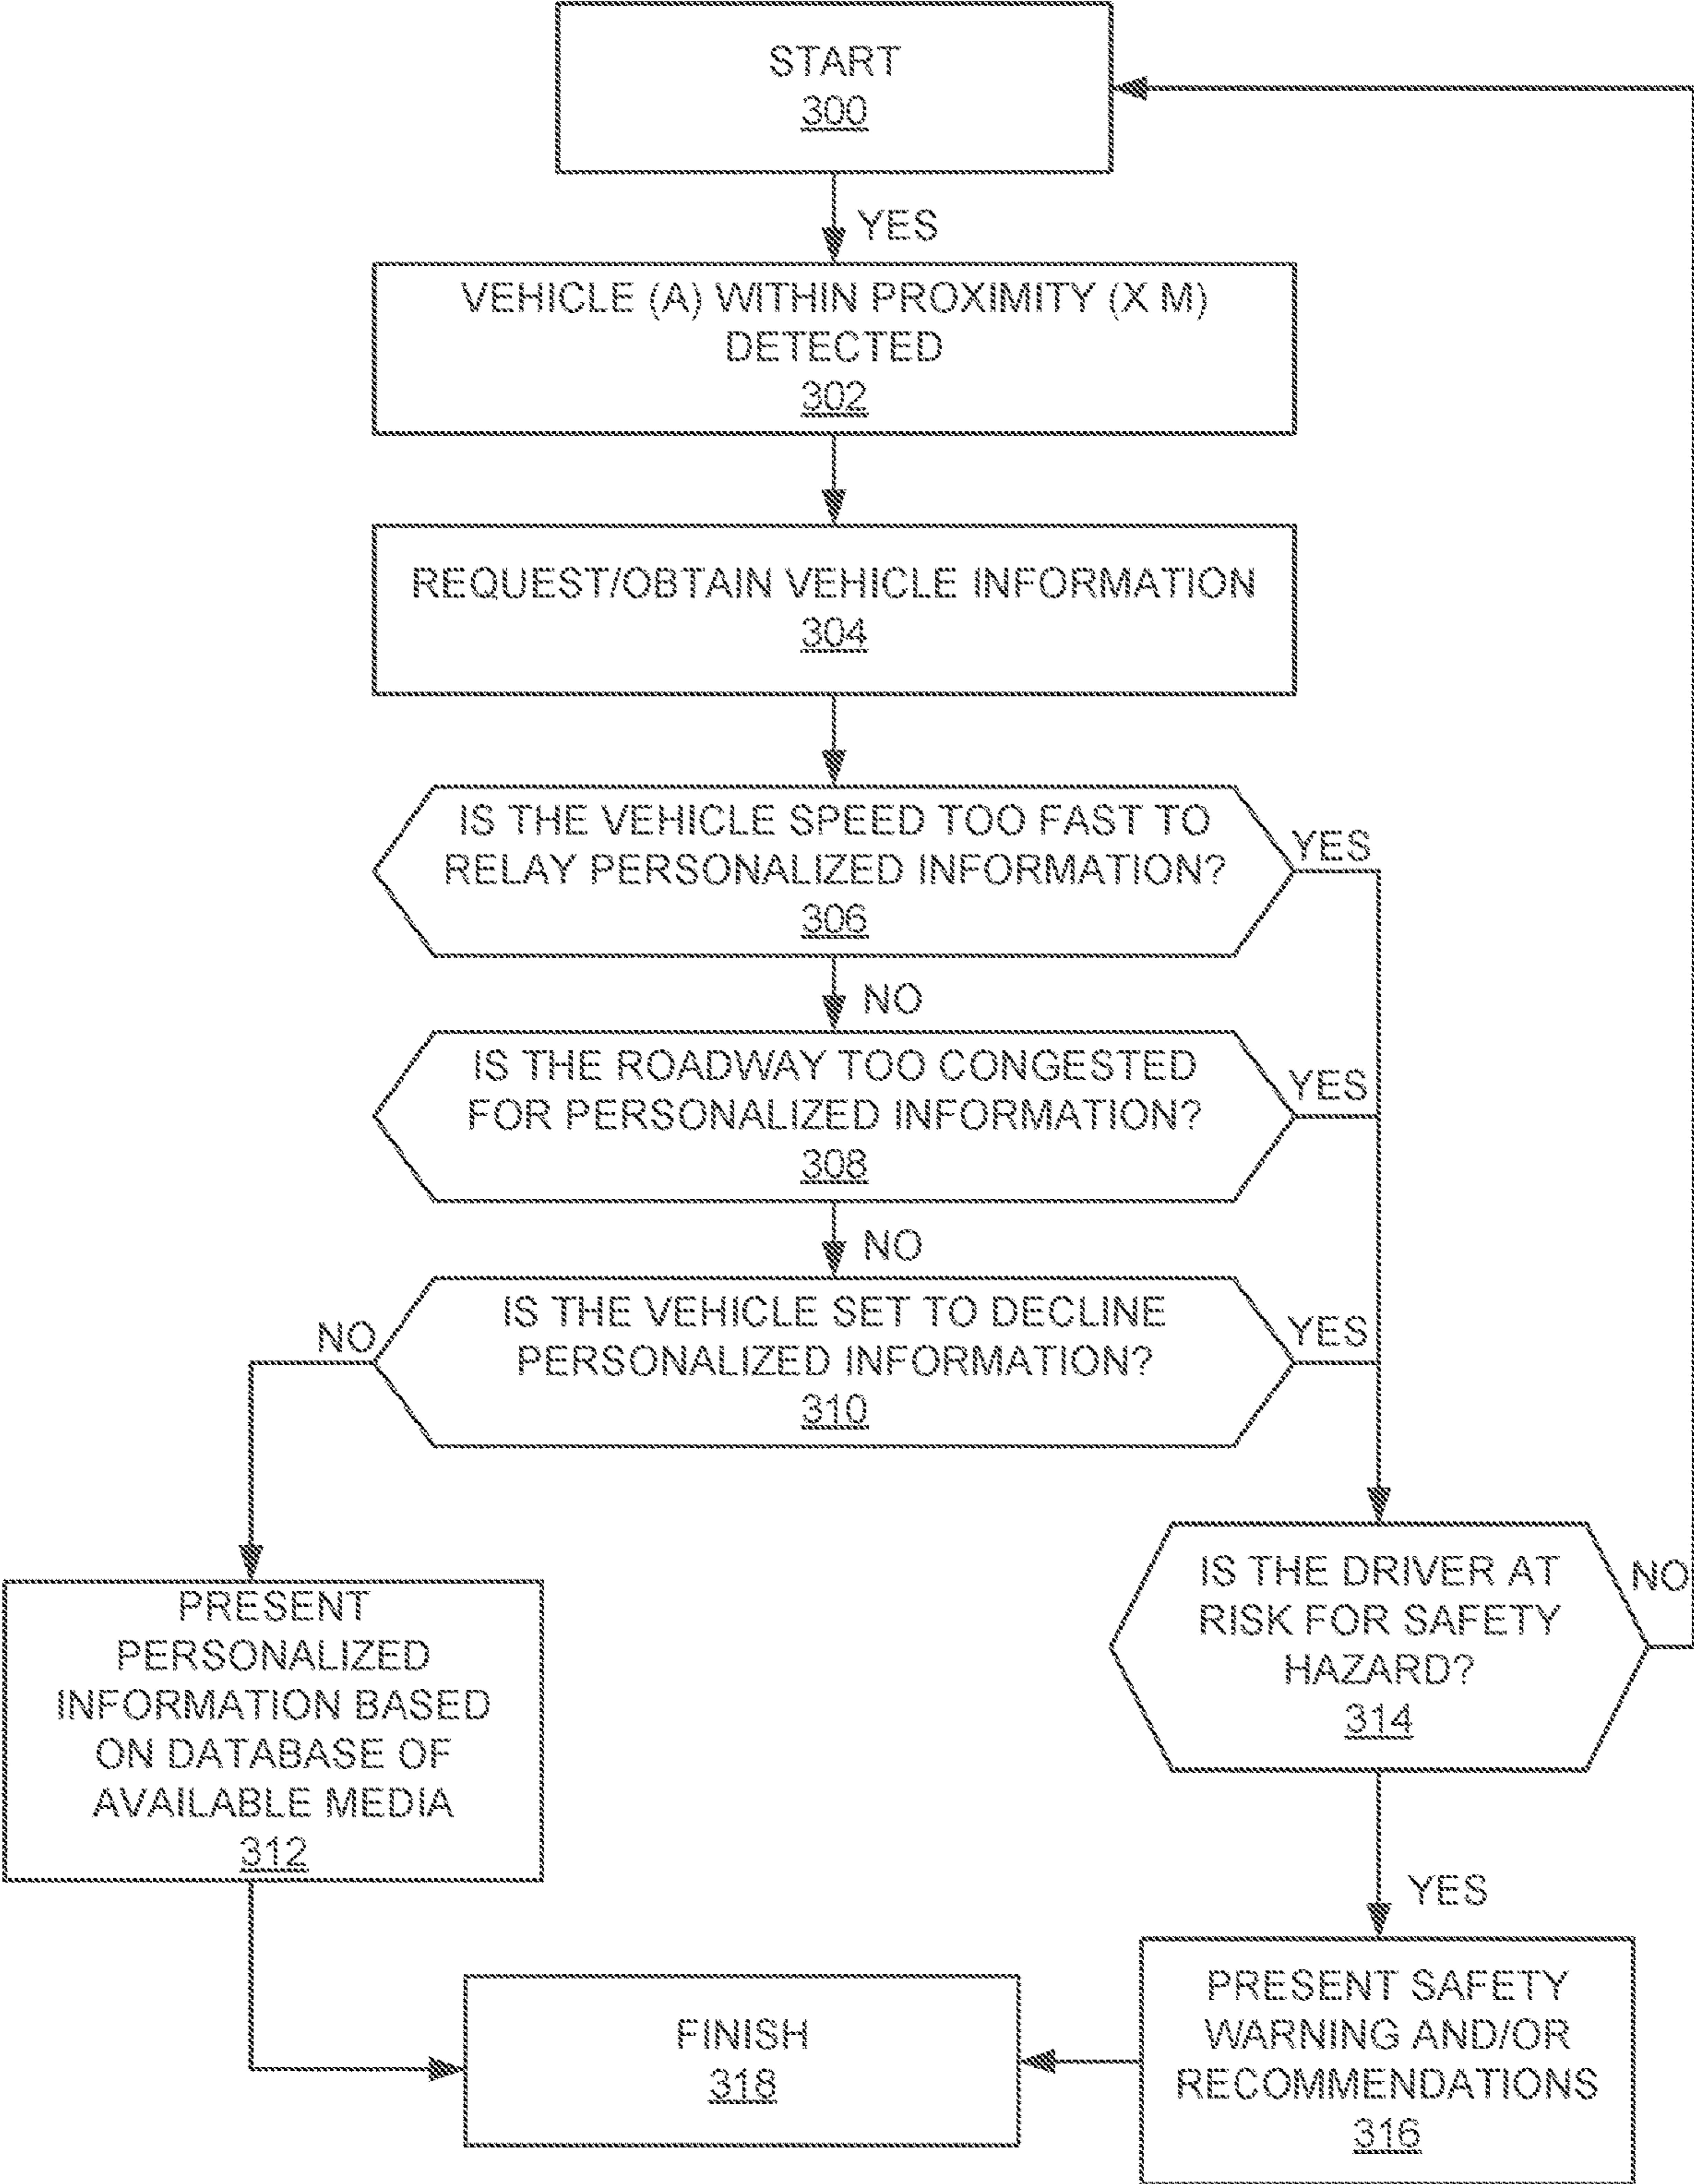 START
300
YES
VEHICLE (A) WITHIN PROXIMITY (X M)
DETECTED
302
REQUEST/OBTAIN VEHICLE INFORMATION
304
IS THE VEHICLE SPEED TOO FAST TO
RELAY PERSONALIZED INFORMATION?
306
YES
NO
IS THE ROADWAY TOO CONGESTED
FOR PERSONALIZED INFORMATION?
308
YES
NO
IS THE VEHICLE SET TO DECLINE
PERSONALIZED INFORMATION?
310
NO
YES
PRESENT
PERSONALIZED
INFORMATION BASED
ON DATABASE OF
AVAILABLE MEDIA
312
IS THE DRIVER AT
RISK FOR SAFETY
HAZARD?
314
NO
YES
PRESENT SAFETY
WARNING AND/OR
RECOMMENDATIONS
316
FINISH
318